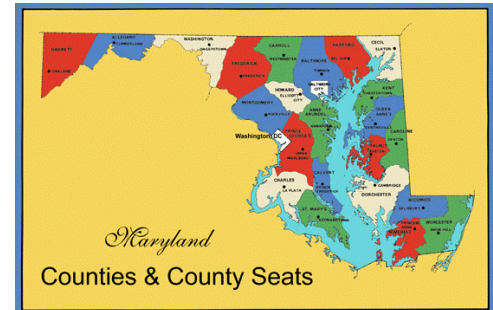 GARRETT
OAKLAND
ALLEGANY
CUMBERLAND
WASHINGTON
HAGERSTOWN
FREDERICK
FREDERICK
CARROLL
WESTMINSTER
BALTIMORE
TOWSON
HARFORD
BEL AIR
CECIL
ELKTON
BALTIMORE
CITY
HOWARD
ELLICOTT
CITY
KENT
CHESTERTOWN
MONTGOMERY
ROCKVILLE
ANNE
ARUNDEL
ANNAPOLIS
QUEEN
ANNE'S
CENTREVILLE
CAROLINE
DENTON
Washington DC
PRINCE
GEORGE'S
UPPER
MARLBORO
TALBOT
EASTON
CALVERT
PRINCE
FREDERICK
CHARLES
LA PLATA
CAMBRIDGE
DORCHESTER
ST. MARY'S
LEONARDTOWN
WICOMICO
SALISBURY
PRINCESS
ANNE
SOMERSET
WORCESTER
SNOW HILL
Maryland
Counties & County Seats